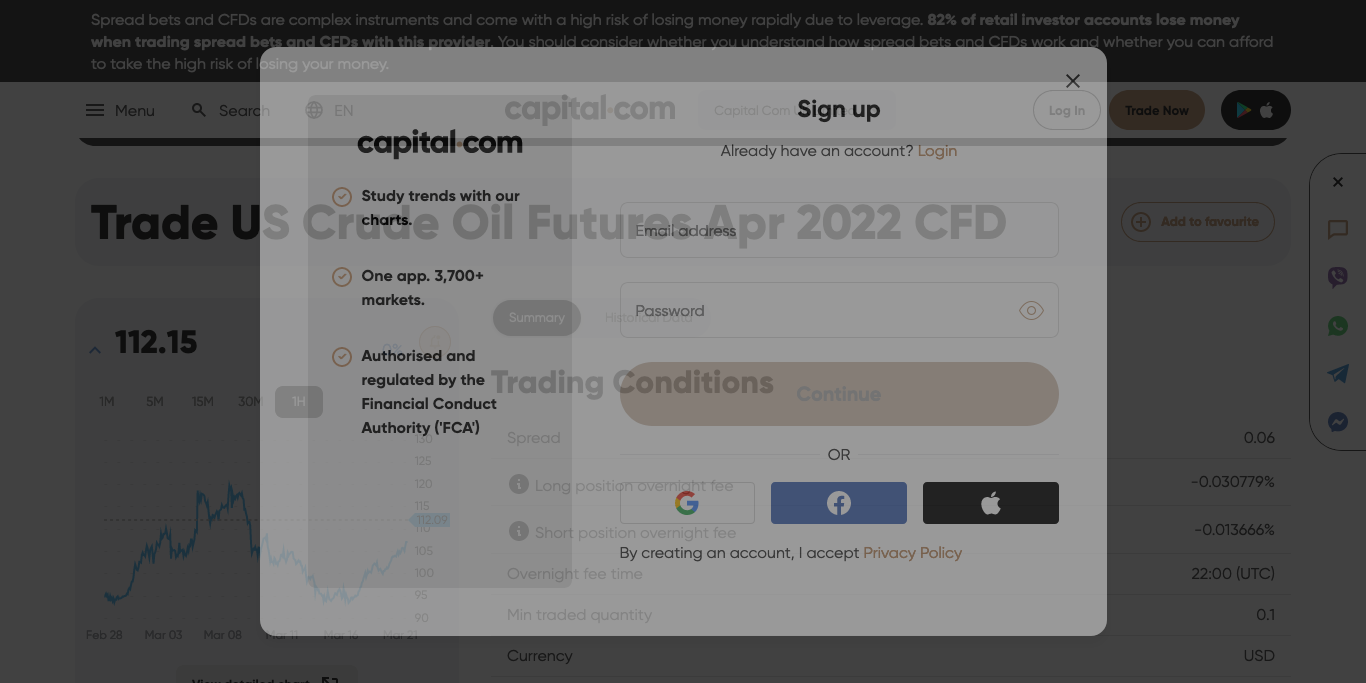 Spread bets and CFDs are complex instruments and come with a high risk of losing money rapidly due to leverage. 82% of retail investor accounts lose money
when trading spread bets and CFDs with this provider. You should consider whether you understand how spread bets and CFDs work and whether you can afford
to take the high risk of losing your money.
Menu
Search
EN
capital.com
Capital Com
Log In
Trade Now
Sign up
Already have an account? Login
capital.com
Study trends with our
charts.
One app. 3,700+
markets.
Authorised and
regulated by the
Financial Conduct
Authority ('FCA')
Email address
Password
Continue
OR
By creating an account, I accept Privacy Policy
Trade US Crude Oil Futures Apr 2022 CFD
Add to favourite
112.15
0%
1M 5M 15M 30M 1H
130
125
120
115
112.09
110
105
100
95
90
Feb 28 Mar 03 Mar 08 Mar 11 Mar 16 Mar 21
View detailed chart
Summary
Historical Data
Trading Conditions
Spread 0.06
Long position overnight fee -0.030779%
Short position overnight fee -0.013666%
Overnight fee time 22:00 (UTC)
Min traded quantity 0.1
Currency USD